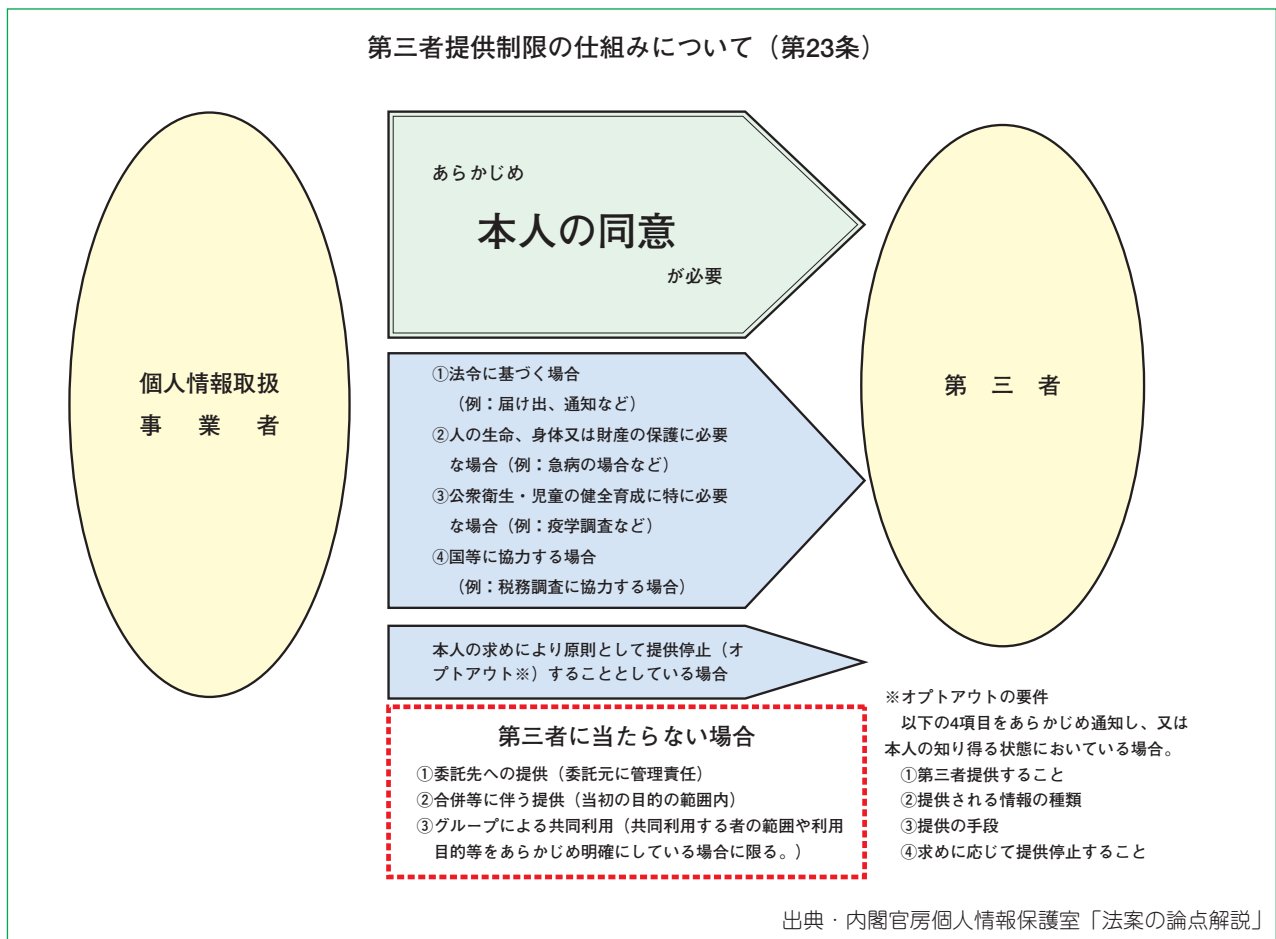 第三者提供制限の仕組みについて（第23条）
個人情報取扱
事業者
あらかじめ
本人の同意
が必要
①法令に基づく場合
（例：届け出、通知など）
②人の生命、身体又は財産の保護に必要
な場合（例：急病の場合など）
③公衆衛生・児童の健全育成に特に必要
な場合（例：疫学調査など）
④国等に協力する場合
（例：税務調査に協力する場合）
本人の求めにより原則として提供停止（オ
プトアウト※）することとしている場合
第三者
第三者に当たらない場合
①委託先への提供（委託元に管理責任）
②合併等に伴う提供（当初の目的の範囲内）
③グループによる共同利用（共同利用する者の範囲や利用
目的等をあらかじめ明確にしている場合に限る。）
※オプトアウトの要件
以下の4項目をあらかじめ通知し、又は
本人の知り得る状態においている場合。
①第三者提供すること
②提供される情報の種類
③提供の手段
④求めに応じて提供停止すること
出典・内閣官房個人情報保護室「法案の論点解説」